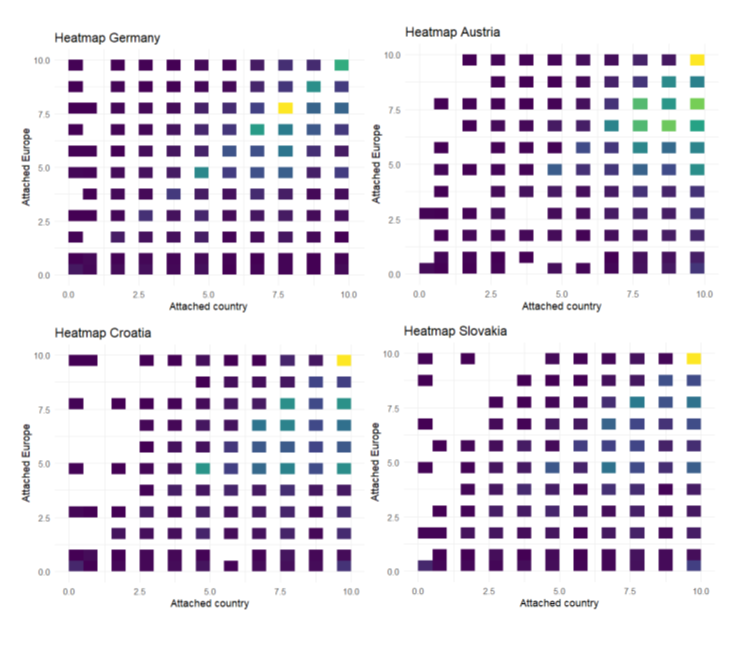 Heatmap Germany
10.0
7.5
5.0
2.5
0.0
Attached Europe
0.0 2.5 5.0 7.5 10.0
Attached country
Heatmap Austria
10.0
7.5
5.0
2.5
0.0
Attached Europe
0.0 2.5 5.0 7.5 10.0
Attached country
Heatmap Croatia
10.0
7.5
5.0
2.5
0.0
Attached Europe
0.0 2.5 5.0 7.5 10.0
Attached country
Heatmap Slovakia
10.0
7.5
5.0
2.5
0.0
Attached Europe
0.0 2.5 5.0 7.5 10.0
Attached country